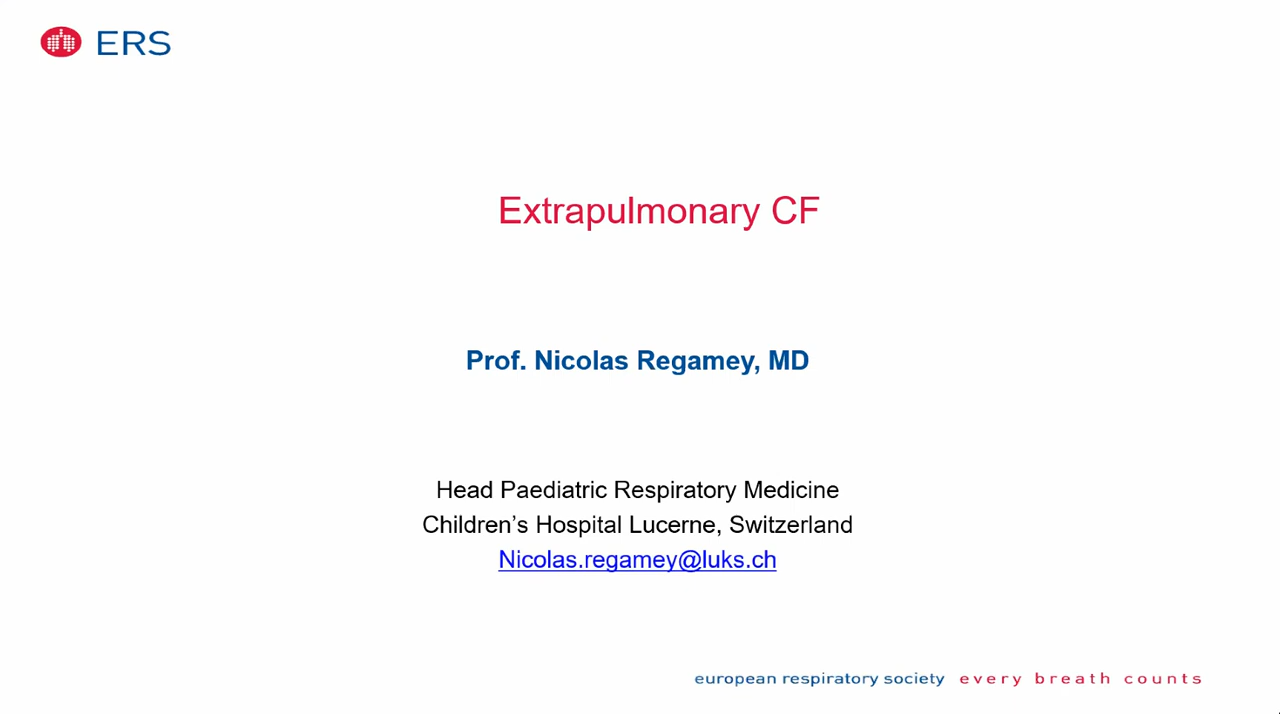 ERS
Extrapulmonary CF
Prof. Nicolas Regamey, MD
Head Paediatric Respiratory Medicine
Children’s Hospital Lucerne, Switzerland
Nicolas.regamey@luks.ch
european respiratory society every breath counts